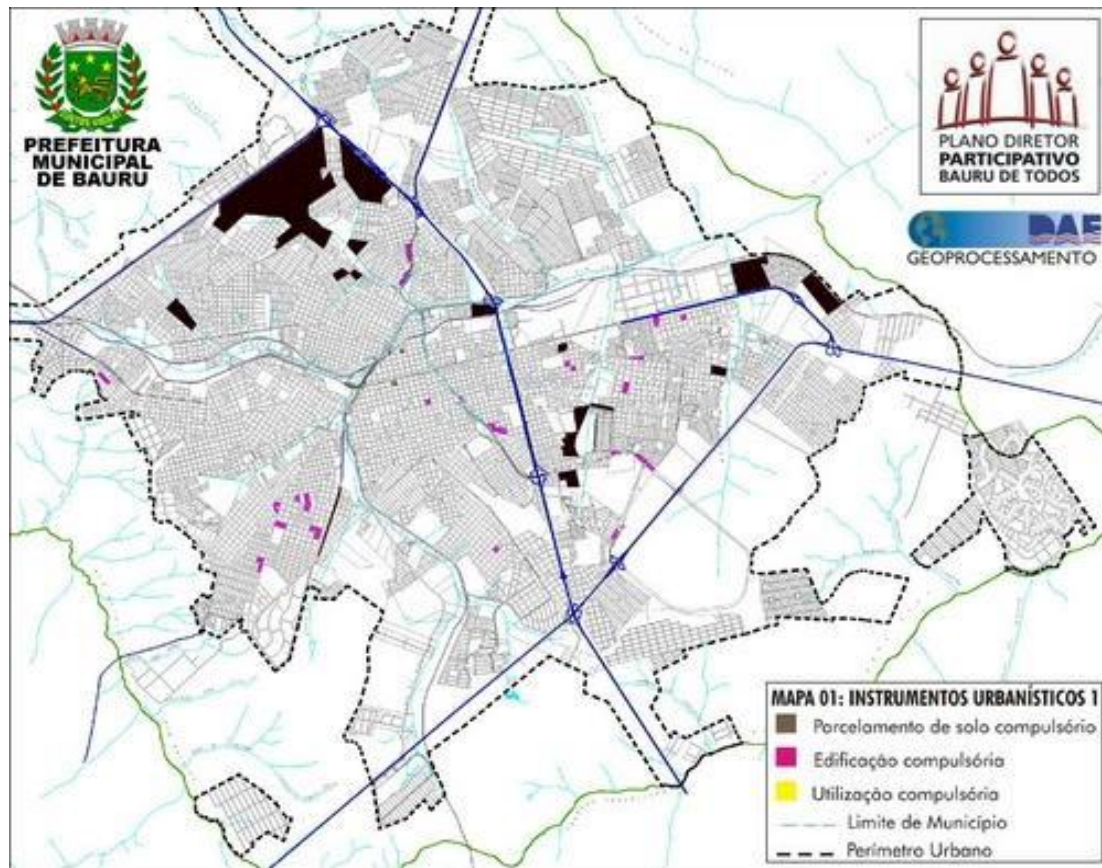 PREFEITURA
MUNICIPAL
DE BAURU
PLANO DIRETOR
PARTICIPATIVO
BAURU DE TODOS
DAE
GEOPROCESSAMENTO
MAPA 01: INSTRUMENTOS URBANÍSTICOS 1
Parcelamento de solo compulsório
Edificação compulsória
Utilização compulsória
Limite de Município
Perímetro Urbano